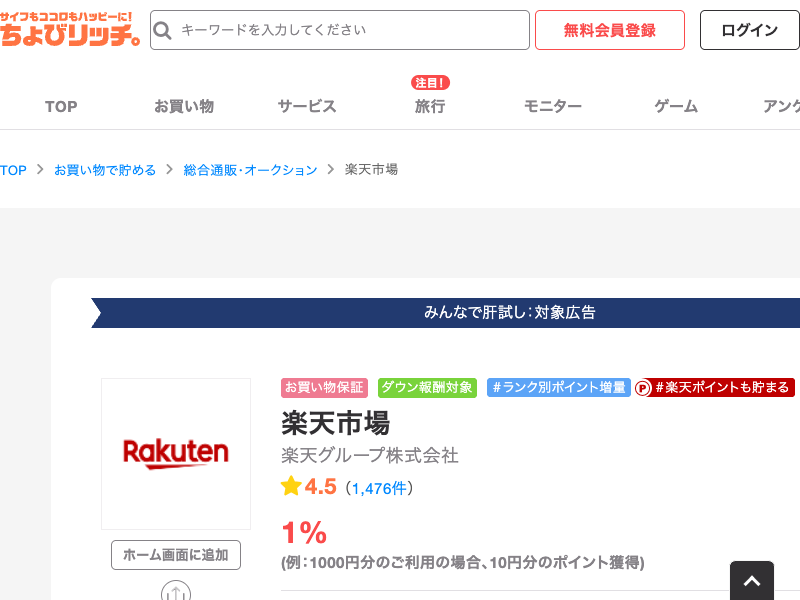 サイフもココロもハッピーに!
ちょびリッチ。
キーワードを入力してください
無料会員登録
ログイン
注目!
TOP
お買い物
サービス
旅行
モニター
ゲーム
アンケ
TOP > お買い物で貯める > 総合通販・オークション > 楽天市場
みんなで肝試し:対象広告
お買い物保証 ダウン報酬対象 #ランク別ポイント増量 P #楽天ポイントも貯まる
Rakuten
楽天市場
楽天グループ株式会社
4.5 (1,476件)
1%
(例:1000円分のご利用の場合、10円分のポイント獲得)
ホーム画面に追加